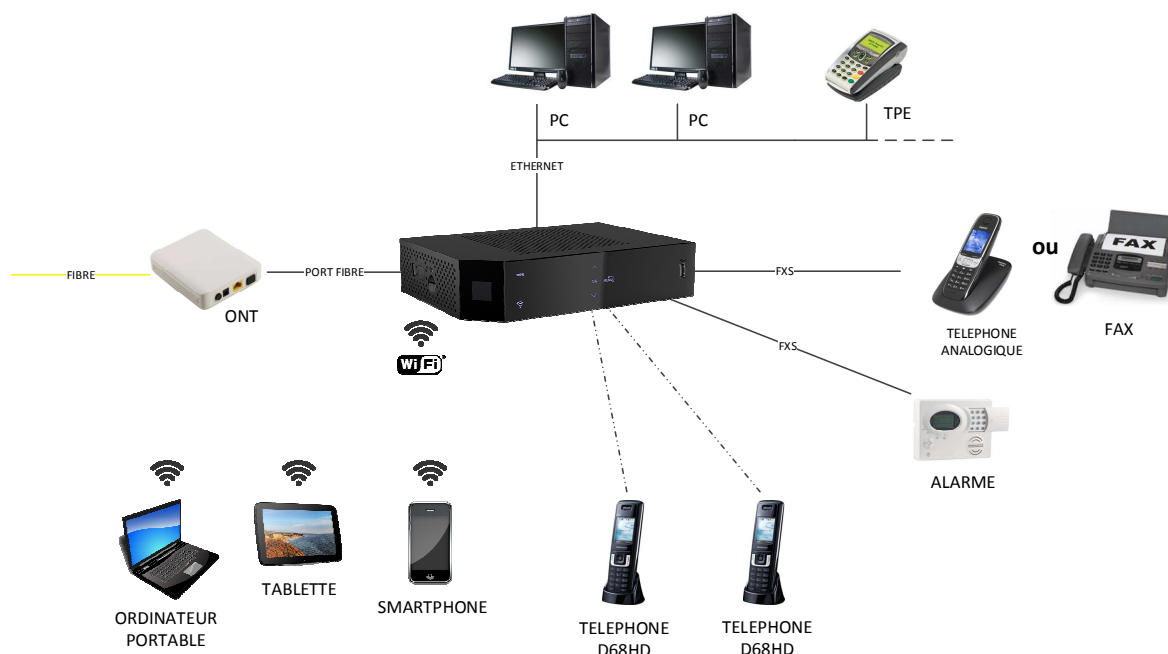 PC
PC
TPE
ETHERNET
FIBRE
PORT FIBRE
FXS
ou
FAX
ONT
TELEPHONE
ANALOGIQUE
FAX
FXS
Wi Fi
ALARME
ORDINATEUR
PORTABLE
TABLETTE
SMARTPHONE
TELEPHONE
D68HD
TELEPHONE
D68HD